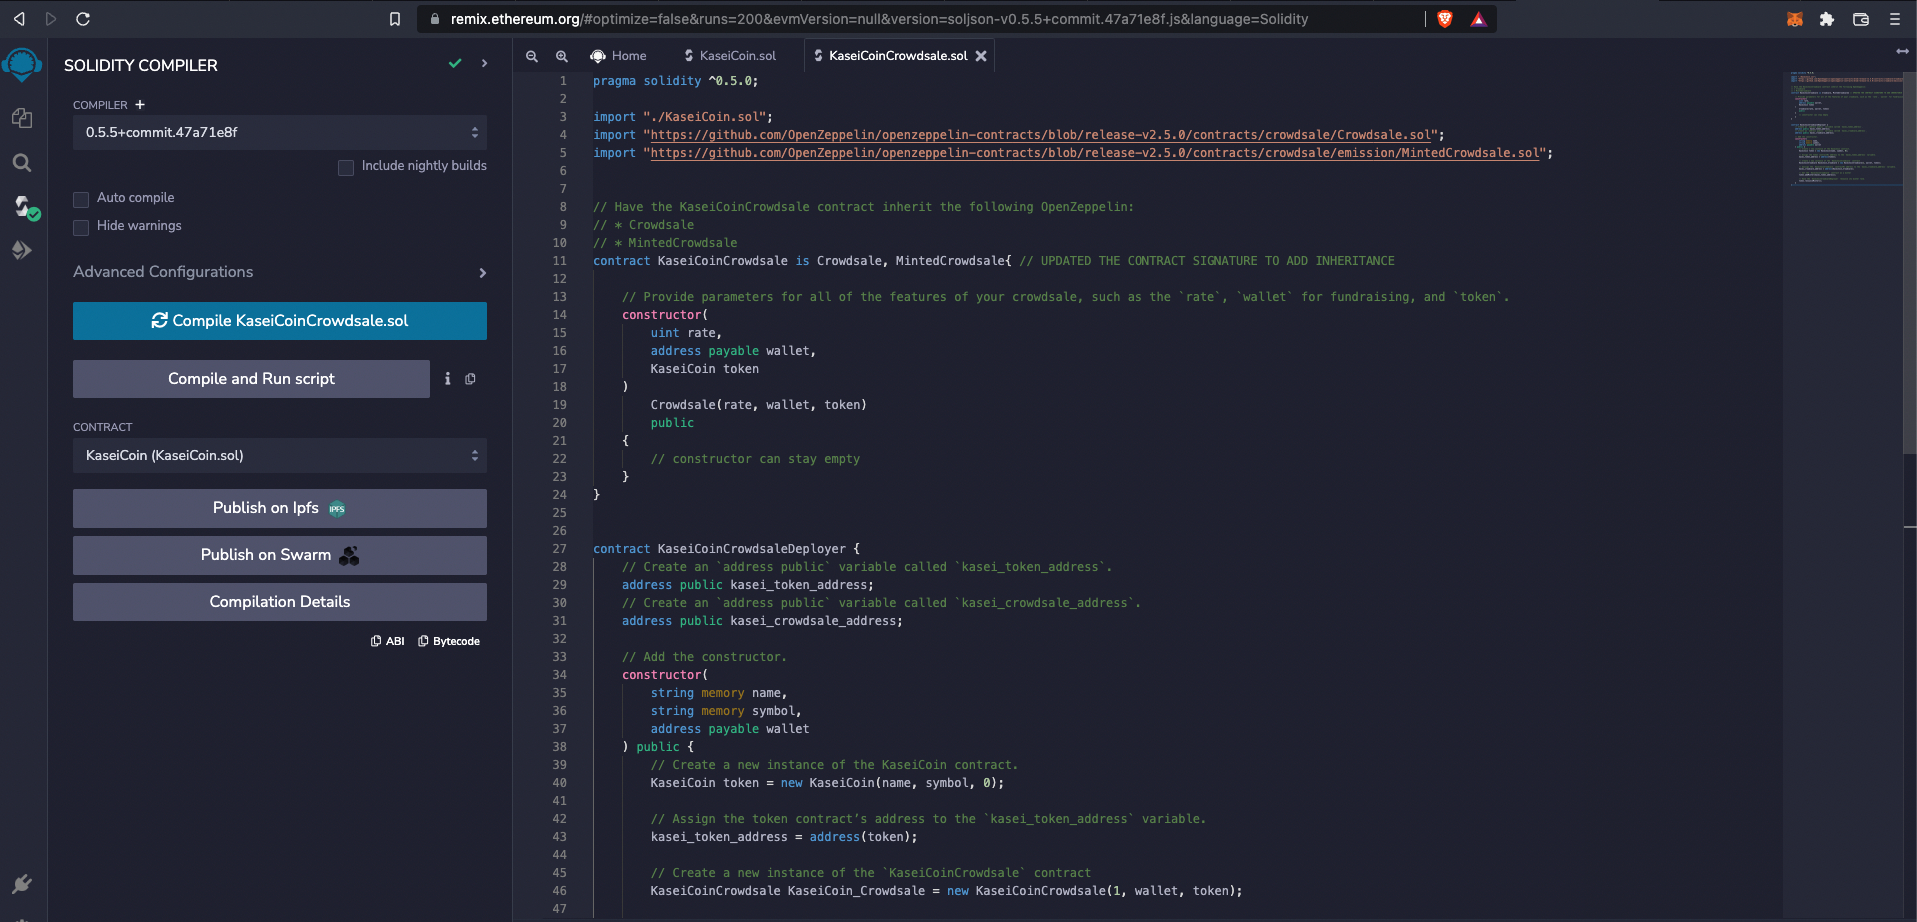 remix.ethereum.org/#optimize=false&runs=200&evmVersion=null&version=soljson-v0.5.5+commit.47a71e8f.js&language=Solidity
SOLIDITY COMPILER
COMPILER
0.5.5+commit.47a71e8f
Include nightly builds
Auto compile
Hide warnings
Advanced Configurations
Compile KaseiCoinCrowdsale.sol
Compile and Run script
CONTRACT
KaseiCoin (KaseiCoin.sol)
Publish on Ipfs IPFS
Publish on Swarm
Compilation Details
ABI Bytecode
Home KaseiCoin.sol KaseiCoinCrowdsale.sol
1 pragma solidity ^0.5.0;
2
3 import "./KaseiCoin.sol";
4 import "https://github.com/OpenZeppelin/openzeppelin-contracts/blob/release-v2.5.0/contracts/crowdsale/Crowdsale.sol";
5 import "https://github.com/OpenZeppelin/openzeppelin-contracts/blob/release-v2.5.0/contracts/crowdsale/emission/MintedCrowdsale.sol";
6
7
8 // Have the KaseiCoinCrowdsale contract inherit the following OpenZeppelin:
9 // * Crowdsale
10 // * MintedCrowdsale
11 contract KaseiCoinCrowdsale is Crowdsale, MintedCrowdsale{ // UPDATED THE CONTRACT SIGNATURE TO ADD INHERITANCE
12
13 // Provide parameters for all of the features of your crowdsale, such as the `rate`, `wallet` for fundraising, and `token`.
14 constructor(
15 uint rate,
16 address payable wallet,
17 KaseiCoin token
18 )
19 Crowdsale(rate, wallet, token)
20 public
21 {
22 // constructor can stay empty
23 }
24 }
25
26
27 contract KaseiCoinCrowdsaleDeployer {
28 // Create an `address public` variable called `kasei_token_address`.
29 address public kasei_token_address;
30 // Create an `address public` variable called `kasei_crowdsale_address`.
31 address public kasei_crowdsale_address;
32
33 // Add the constructor.
34 constructor(
35 string memory name,
36 string memory symbol,
37 address payable wallet
38 ) public {
39 // Create a new instance of the KaseiCoin contract.
40 KaseiCoin token = new KaseiCoin(name, symbol, 0);
41
42 // Assign the token contract’s address to the `kasei_token_address` variable.
43 kasei_token_address = address(token);
44
45 // Create a new instance of the `KaseiCoinCrowdsale` contract
46 KaseiCoinCrowdsale KaseiCoin_Crowdsale = new KaseiCoinCrowdsale(1, wallet, token);
47